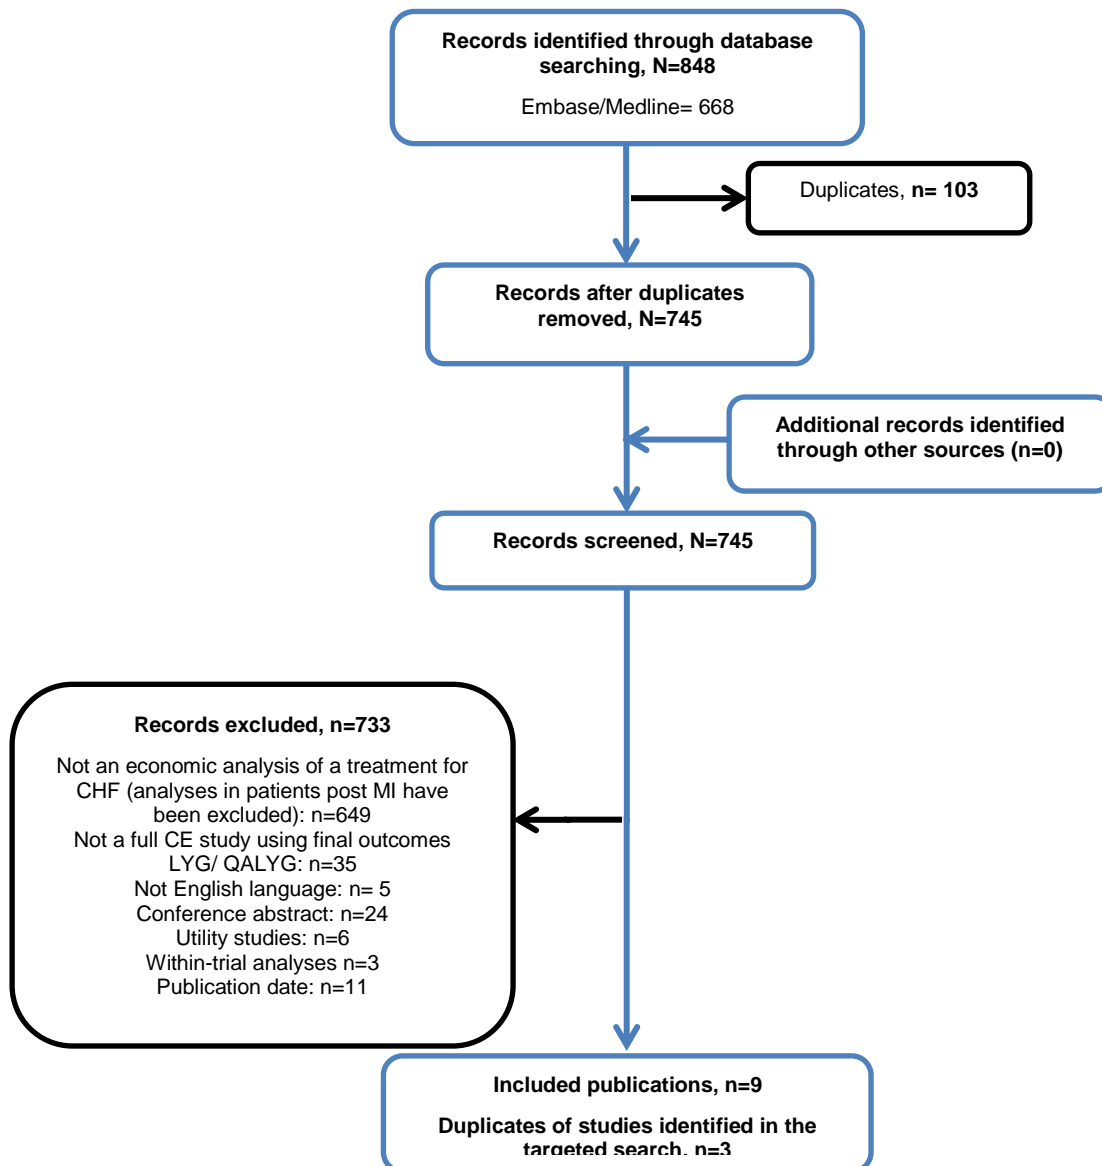 Records identified through database
searching, N=848
Embase/Medline= 668
Duplicates, n= 103
Records after duplicates
removed, N=745
Additional records identified
through other sources (n=0)
Records screened, N=745
Records excluded, n=733
Not an economic analysis of a treatment for
CHF (analyses in patients post MI have
been excluded): n=649
Not a full CE study using final outcomes
LYG/ QALYG: n=35
Not English language: n= 5
Conference abstract: n=24
Utility studies: n=6
Within-trial analyses n=3
Publication date: n=11
Included publications, n=9
Duplicates of studies identified in the
targeted search, n=3